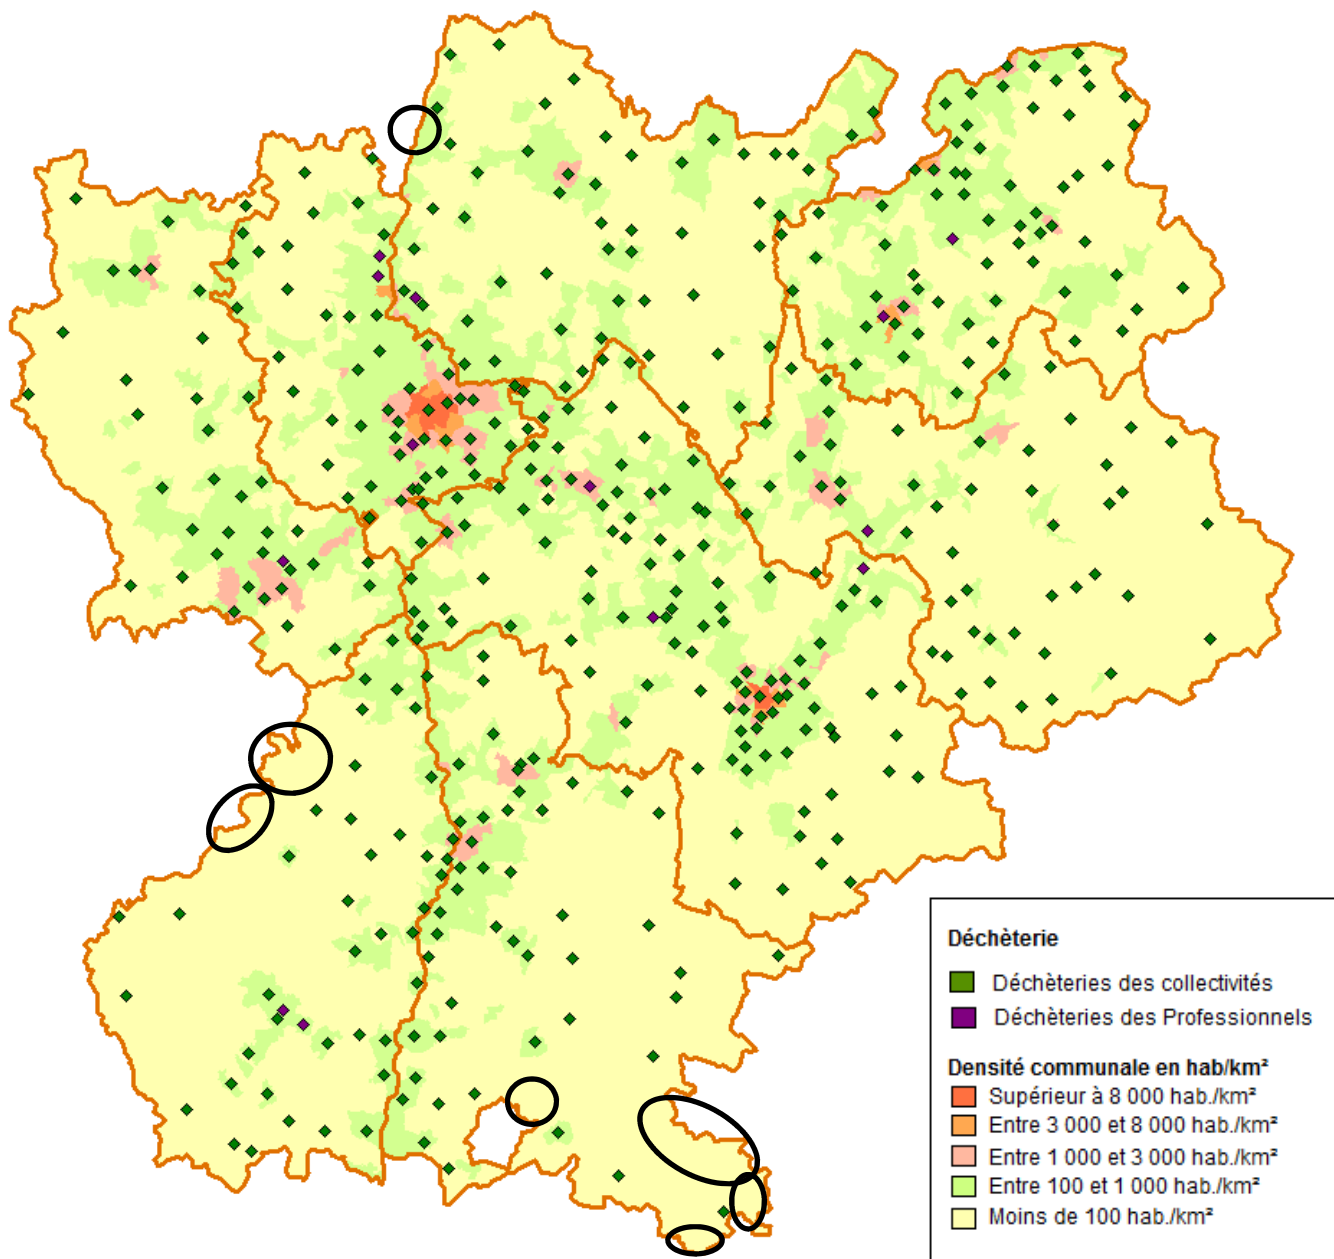 Déchèterie
Déchèteries des collectivités
Déchèteries des Professionnels
Densité communale en hab/km²
Supérieur à 8 000 hab./km²
Entre 3 000 et 8 000 hab./km²
Entre 1 000 et 3 000 hab./km²
Entre 100 et 1 000 hab./km²
Moins de 100 hab./km²